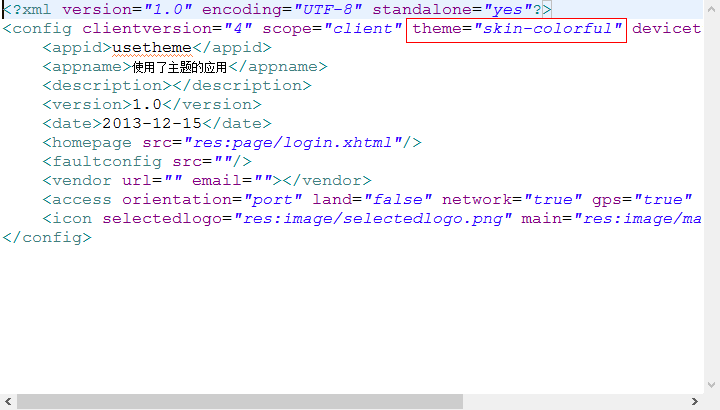 <?xml version="1.0" encoding="UTF-8" standalone="yes"?>
<config clientversion="4" scope="client" theme="skin-colorful" devicet
<appid>usetheme</appid>
<appname>使用了主题的应用</appname>
<description></description>
<version>1.0</version>
<date>2013-12-15</date>
<homepage src="res:page/login.xhtml"/>
<faultconfig src=""/>
<vendor url="" email=""></vendor>
<access orientation="port" land="false" network="true" gps="true"
<icon selectedlogo="res:image/selectedlogo.png" main="res:image/ma
</config>